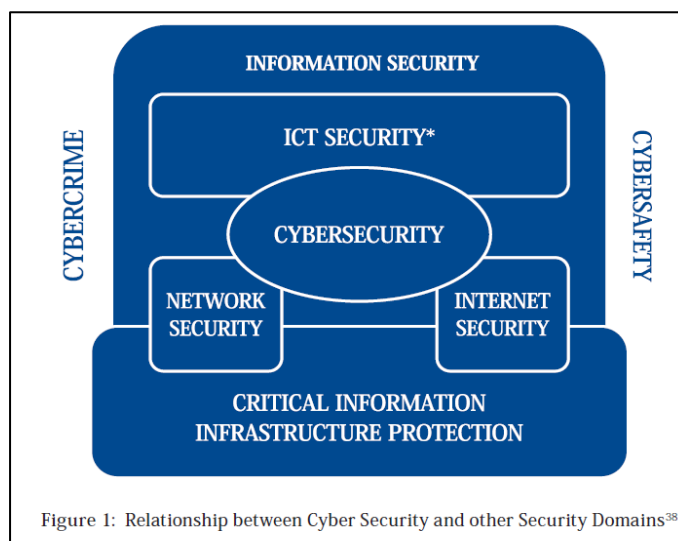 INFORMATION SECURITY
ICT SECURITY*
CYBERCRIME
CYBERSAFETY
CYBERSECURITY
NETWORK
SECURITY
INTERNET
SECURITY
CRITICAL INFORMATION
INFRASTRUCTURE PROTECTION
Figure 1: Relationship between Cyber Security and other Security Domains³⁸